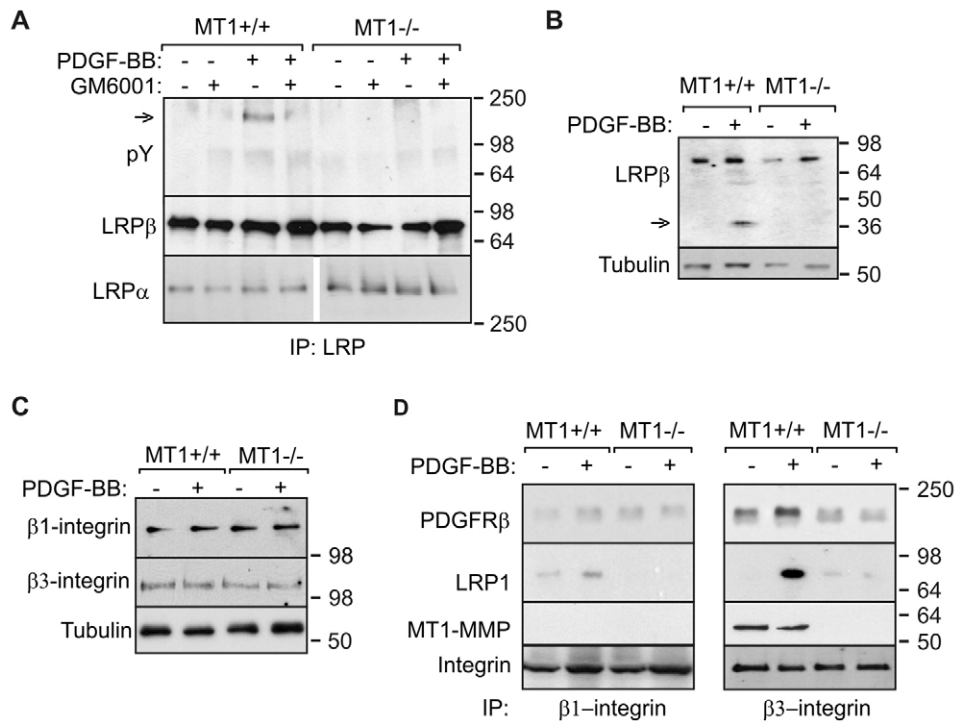 A
MT1+/+ MT1-/-
PDGF-BB: - - + + - - + +
GM6001: - + - + - + - +
250
pY
98
64
LRPβ
98
64
LRPα
250
IP: LRP
B
MT1+/+ MT1-/-
PDGF-BB: - + - +
98
LRPβ
64
50
36
Tubulin
50
C
MT1+/+ MT1-/-
PDGF-BB: - + - +
β1-integrin
98
β3-integrin
98
Tubulin
50
D
MT1+/+ MT1-/- MT1+/+ MT1-/-
PDGF-BB: - + - + - + - +
250
PDGFRβ
98
LRP1
64
64
MT1-MMP
50
Integrin
IP: β1–integrin β3–integrin